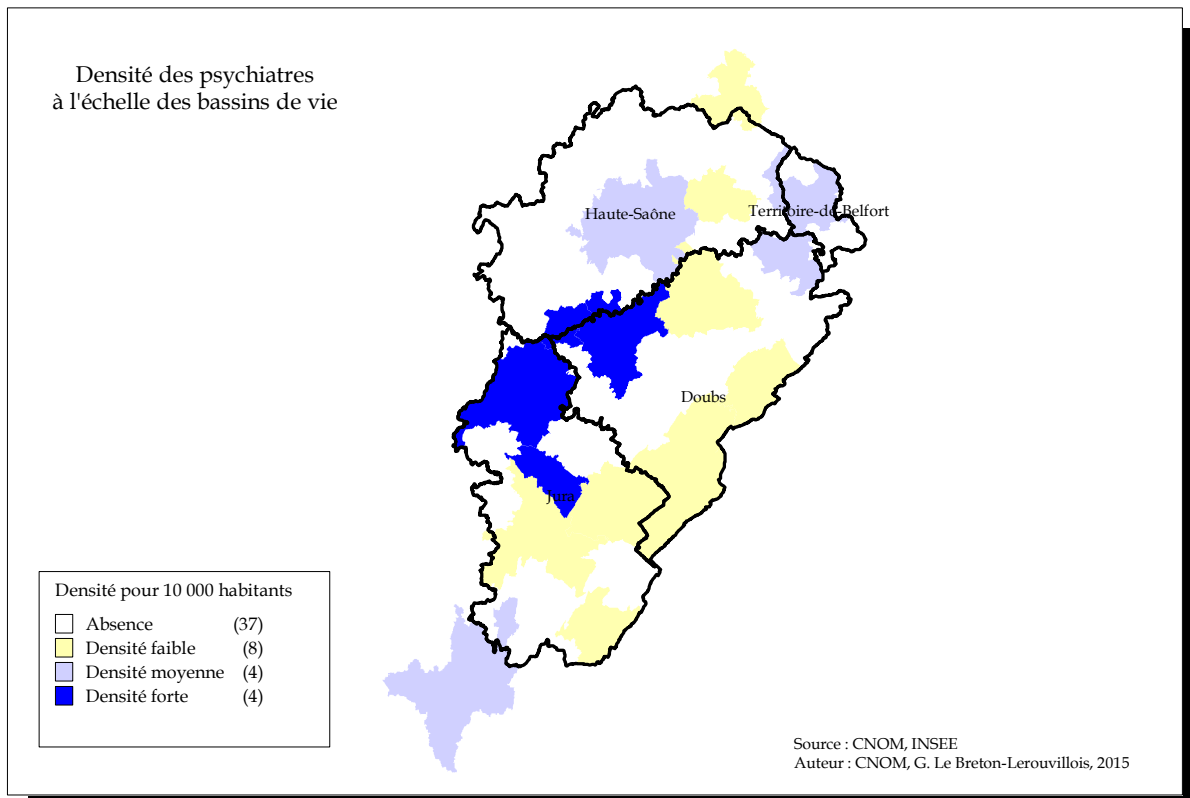 Densité des psychiatres
à l'échelle des bassins de vie
Haute-Saône
Territoire-de-Belfort
Doubs
Jura
Densité pour 10 000 habitants
Absence (37)
Densité faible (8)
Densité moyenne (4)
Densité forte (4)
Source : CNOM, INSEE
Auteur : CNOM, G. Le Breton-Lerouvillois, 2015